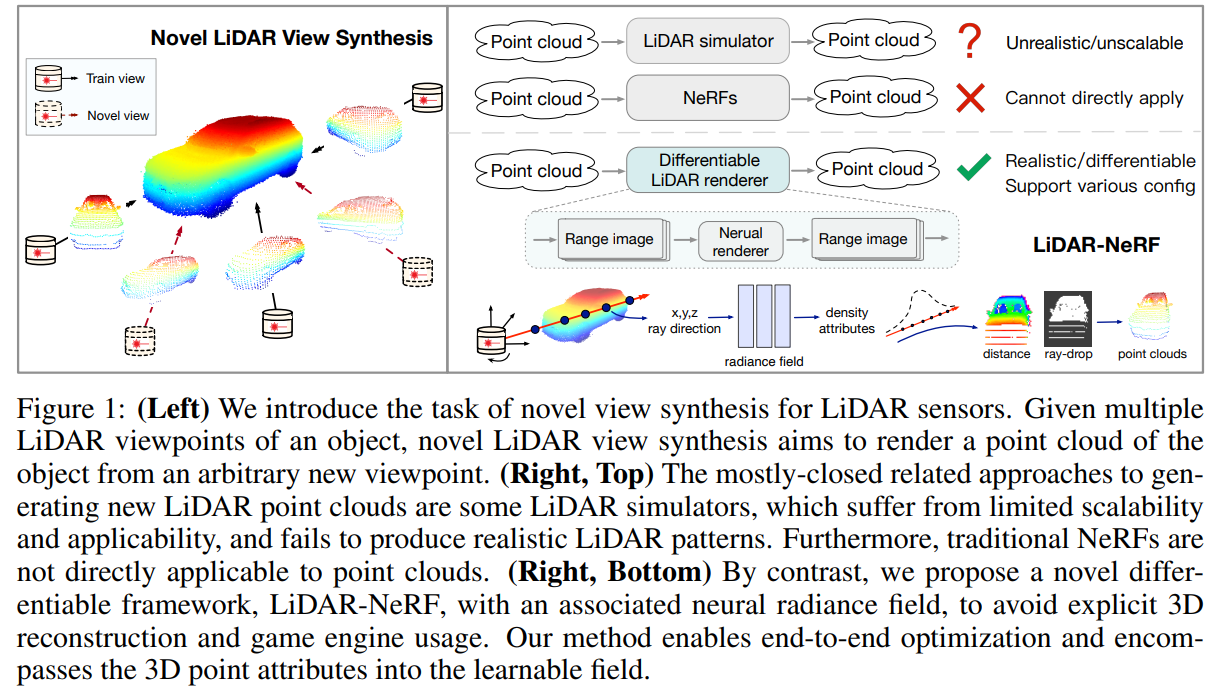 Novel LiDAR View Synthesis
Train view
Novel view
Point cloud
LiDAR simulator
Point cloud
?
Unrealistic/unscalable
Point cloud
NeRFs
Point cloud
Cannot directly apply
Point cloud
Differentiable
LiDAR renderer
Point cloud
Realistic/differentiable
Support various config
Range image
Nerual
renderer
Range image
LiDAR-NeRF
x,y,z
ray direction
radiance field
density
attributes
distance
ray-drop
point clouds
Figure 1: (Left) We introduce the task of novel view synthesis for LiDAR sensors. Given multiple
LiDAR viewpoints of an object, novel LiDAR view synthesis aims to render a point cloud of the
object from an arbitrary new viewpoint. (Right, Top) The mostly-closed related approaches to gen-
erating new LiDAR point clouds are some LiDAR simulators, which suffer from limited scalability
and applicability, and fails to produce realistic LiDAR patterns. Furthermore, traditional NeRFs are
not directly applicable to point clouds. (Right, Bottom) By contrast, we propose a novel differ-
entiable framework, LiDAR-NeRF, with an associated neural radiance field, to avoid explicit 3D
reconstruction and game engine usage. Our method enables end-to-end optimization and encom-
passes the 3D point attributes into the learnable field.